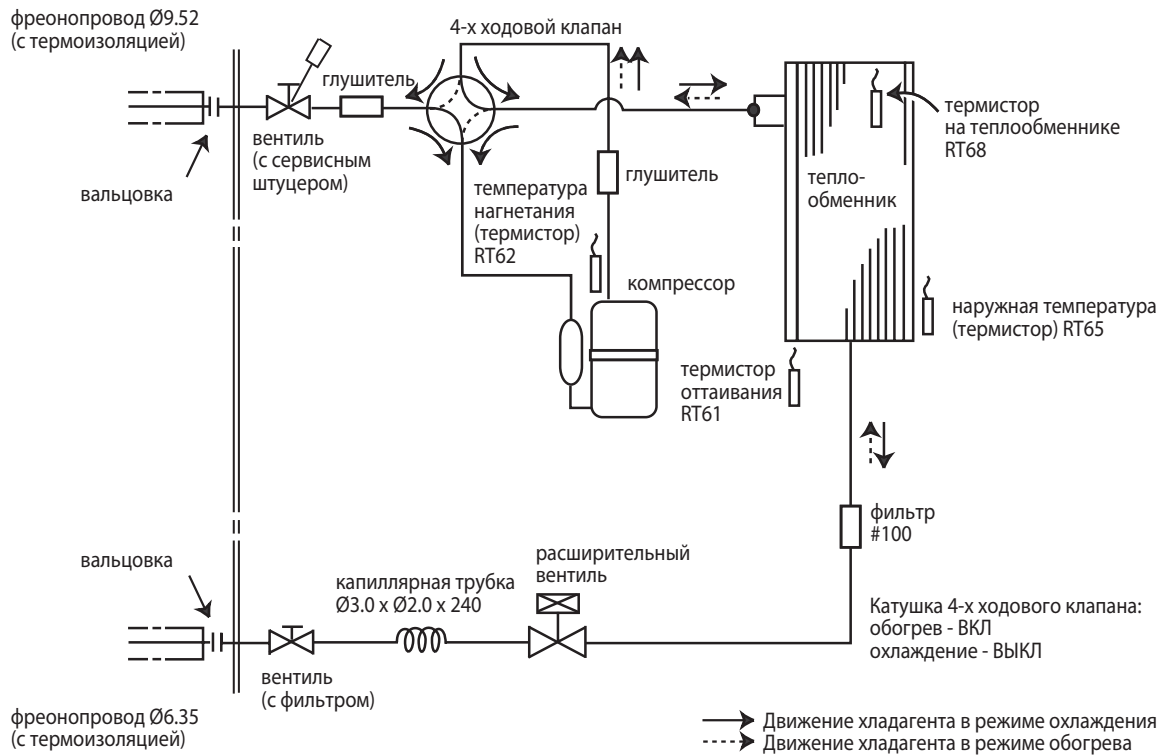 фреонопровод Ø9.52
(с термоизоляцией)
4-х ходовой клапан
глушитель
вентиль
(с сервисным
штуцером)
вальцовка
температура
нагнетания
(термистор)
RT62
глушитель
компрессор
тепло-
обменник
термистор
на теплообменнике
RT68
наружная температура
(термистор) RT65
термистор
оттаивания
RT61
фильтр
#100
вальцовка
капиллярная трубка
Ø3.0 x Ø2.0 x 240
расширительный
вентиль
вентиль
(с фильтром)
Катушка 4-х ходового клапана:
обогрев - ВКЛ
охлаждение - ВЫКЛ
фреонопровод Ø6.35
(с термоизоляцией)
Движение хладагента в режиме охлаждения
Движение хладагента в режиме обогрева